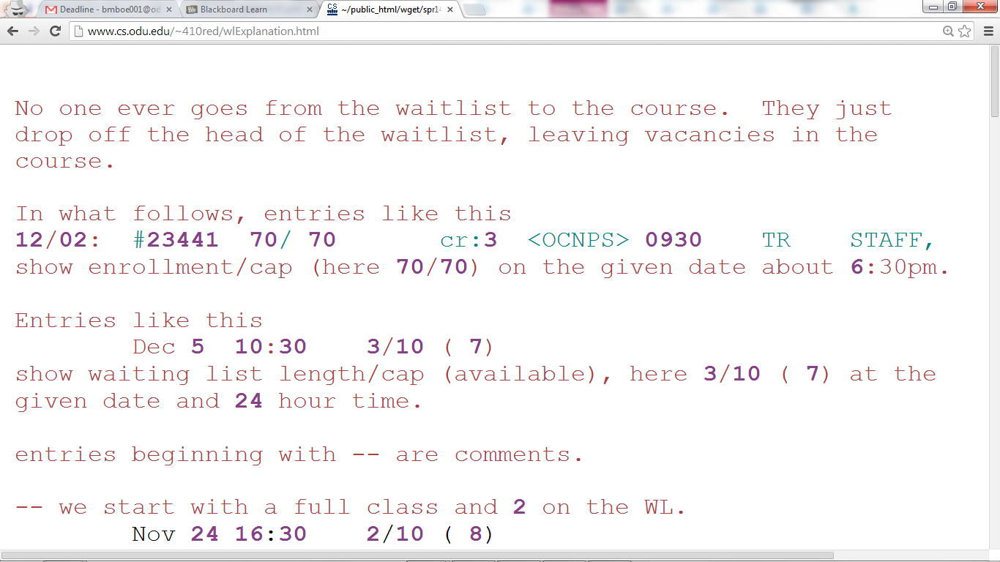 Deadline - bmboe001@od
Blackboard Learn
~/public_html/wget/spr14
www.cs.odu.edu/~410red/wlExplanation.html
No one ever goes from the waitlist to the course.  They just
drop off the head of the waitlist, leaving vacancies in the
course.
In what follows, entries like this
12/02:  #23441  70/ 70       cr:3  <OCNPS> 0930    TR    STAFF,
show enrollment/cap (here 70/70) on the given date about 6:30pm.
Entries like this
        Dec 5  10:30    3/10 ( 7)
show waiting list length/cap (available), here 3/10 ( 7) at the
given date and 24 hour time.
entries beginning with -- are comments.
-- we start with a full class and 2 on the WL.
        Nov 24 16:30    2/10 ( 8)